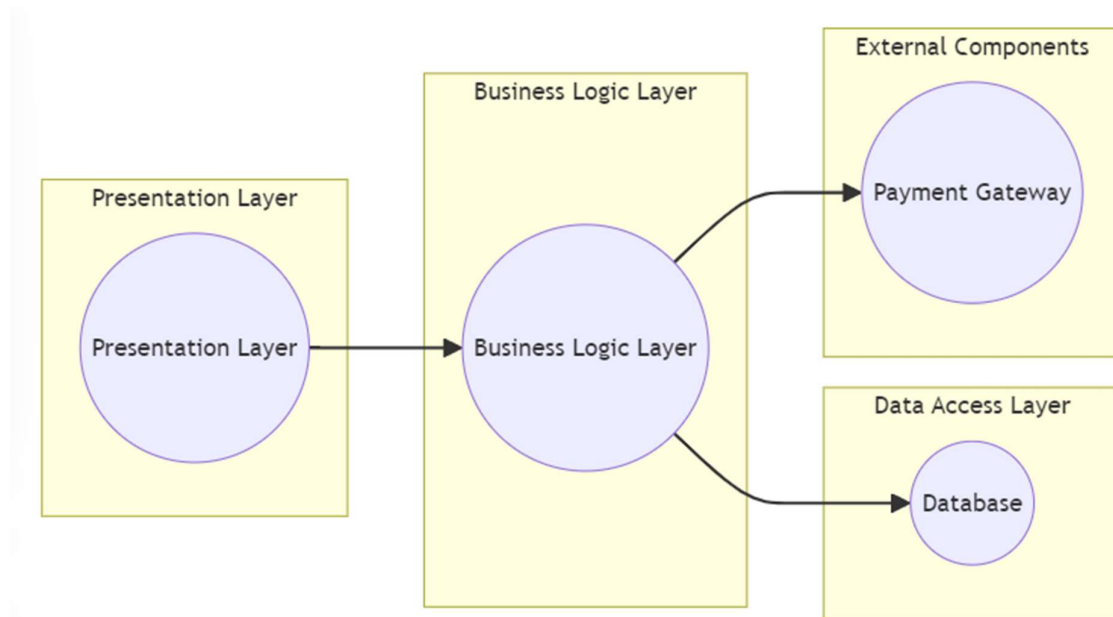 Presentation Layer
Presentation Layer
Business Logic Layer
Business Logic Layer
External Components
Payment Gateway
Data Access Layer
Database